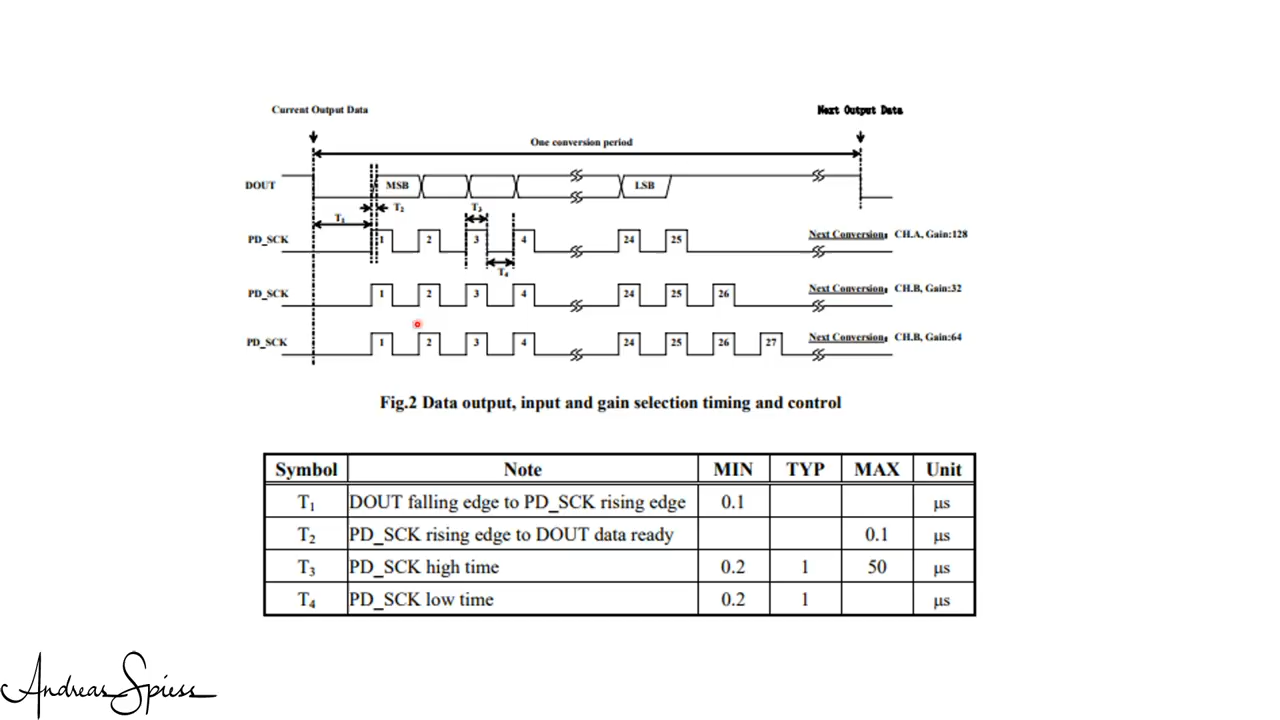 Current Output Data Next Output Data
One conversion period
DOUT MSB LSB
T1 T2 T3
PD_SCK 1 2 3 4 24 25 Next Conversion: CH.A, Gain:128
T4
PD_SCK 1 2 3 4 24 25 26 Next Conversion: CH.B, Gain:32
PD_SCK 1 2 3 4 24 25 26 27 Next Conversion: CH.B, Gain:64
Fig.2 Data output, input and gain selection timing and control
Symbol Note MIN TYP MAX Unit
T1 DOUT falling edge to PD_SCK rising edge 0.1 μs
T2 PD_SCK rising edge to DOUT data ready 0.1 μs
T3 PD_SCK high time 0.2 1 50 μs
T4 PD_SCK low time 0.2 1 μs
Andreas Spiess